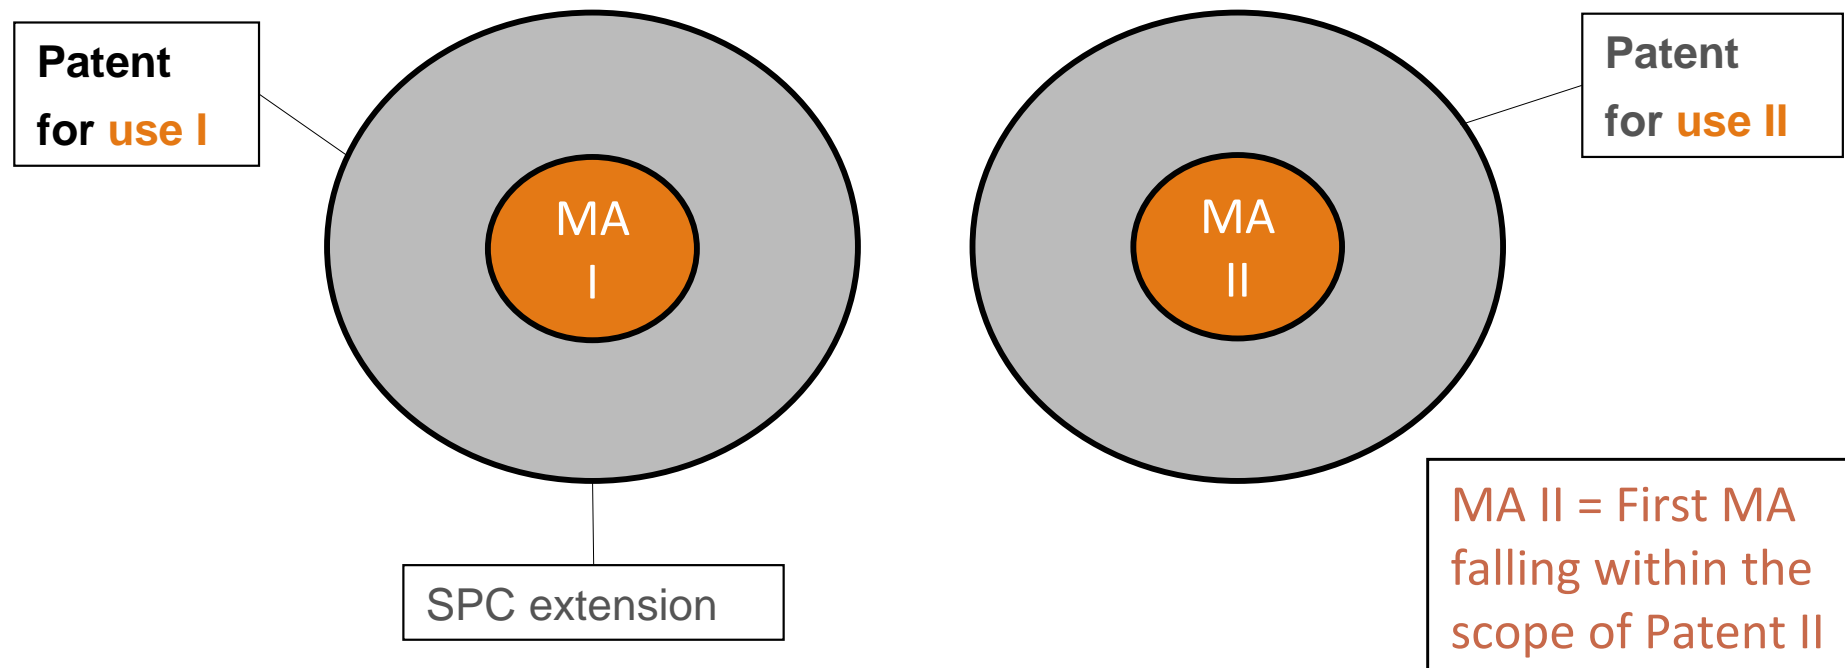 Patent
for use I
MA
I
SPC extension
MA
II
Patent
for use II
MA II = First MA
falling within the
scope of Patent II